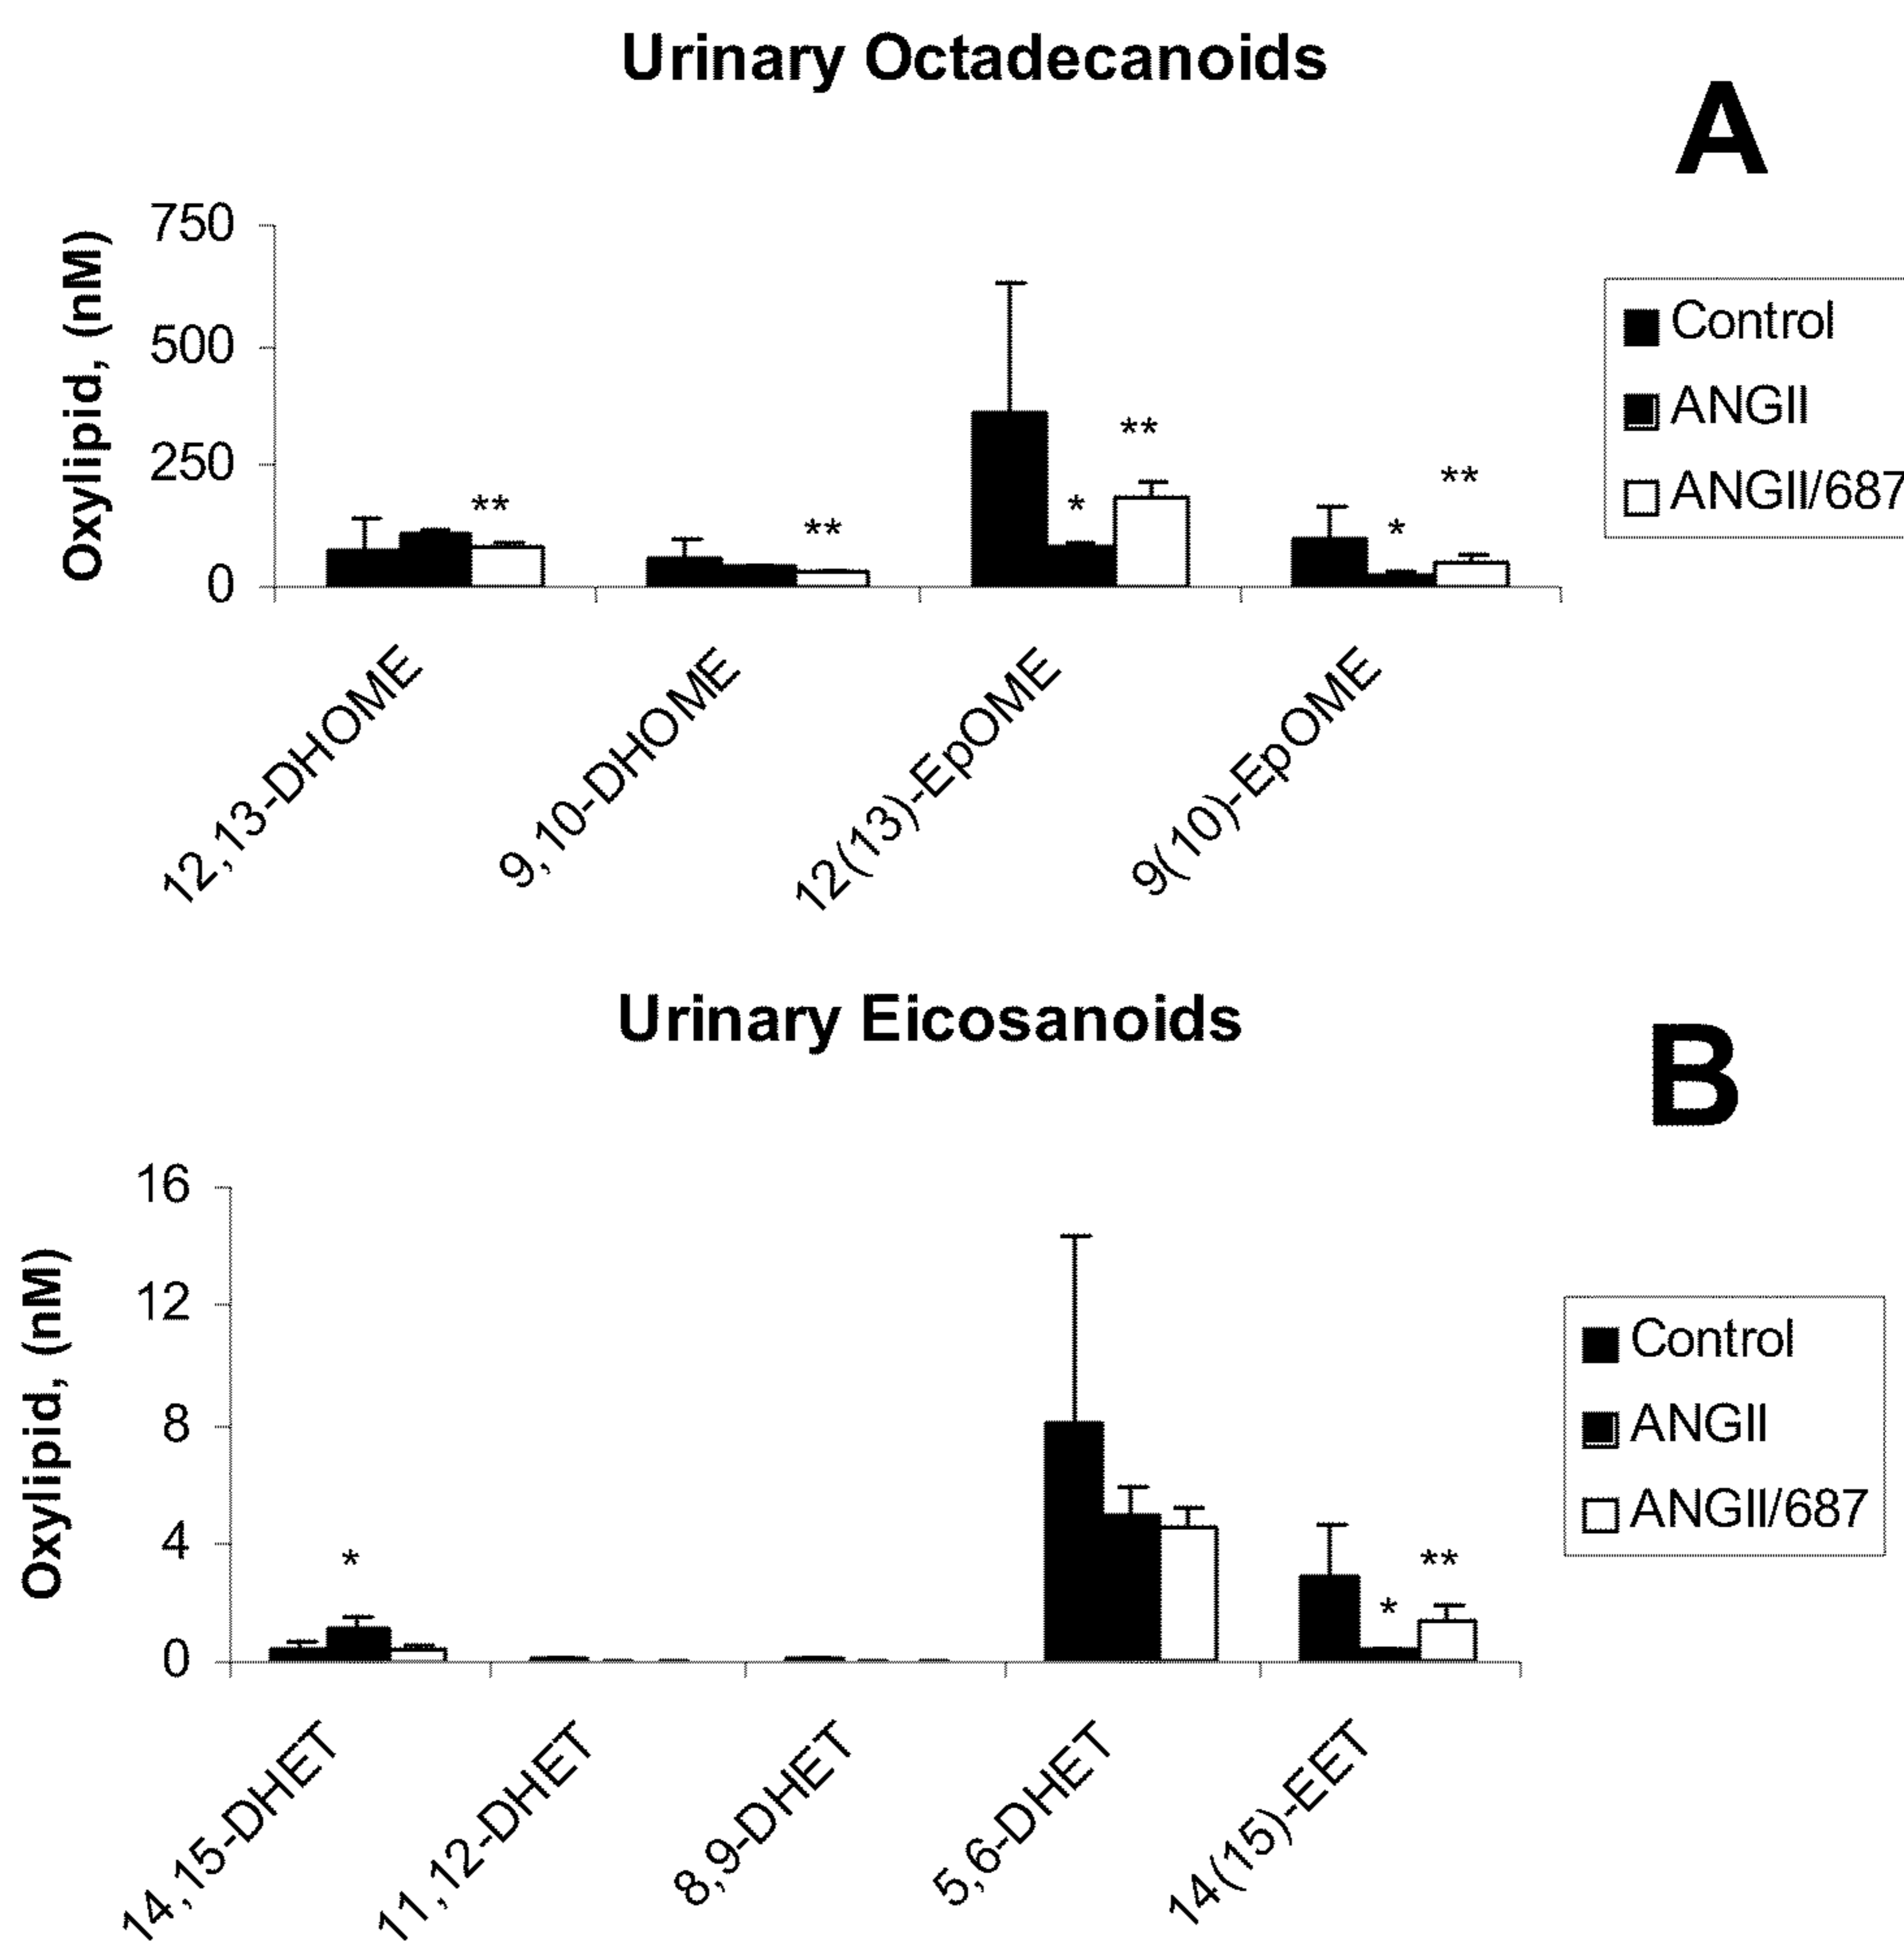 Urinary Octadecanoids
A
Oxylipid, (nM)
750
500
250
0
**
**
*
**
*
**
Control
ANGII
ANGII/687
12,13-DHOME
9,10-DHOME
12(13)-EpOME
9(10)-EpOME
Urinary Eicosanoids
B
Oxylipid, (nM)
16
12
8
4
0
*
*
**
Control
ANGII
ANGII/687
14,15-DHET
11,12-DHET
8,9-DHET
5,6-DHET
14(15)-EET